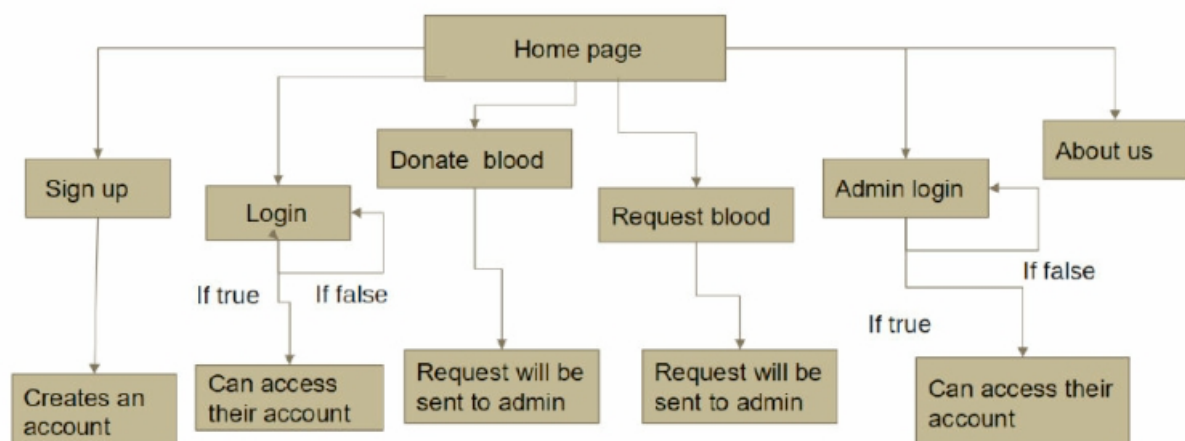 Home page
Sign up
Login
Donate blood
Request blood
Admin login
About us
If true
If false
If false
If true
Creates an
account
Can access
their account
Request will be
sent to admin
Request will be
sent to admin
Can access their
account